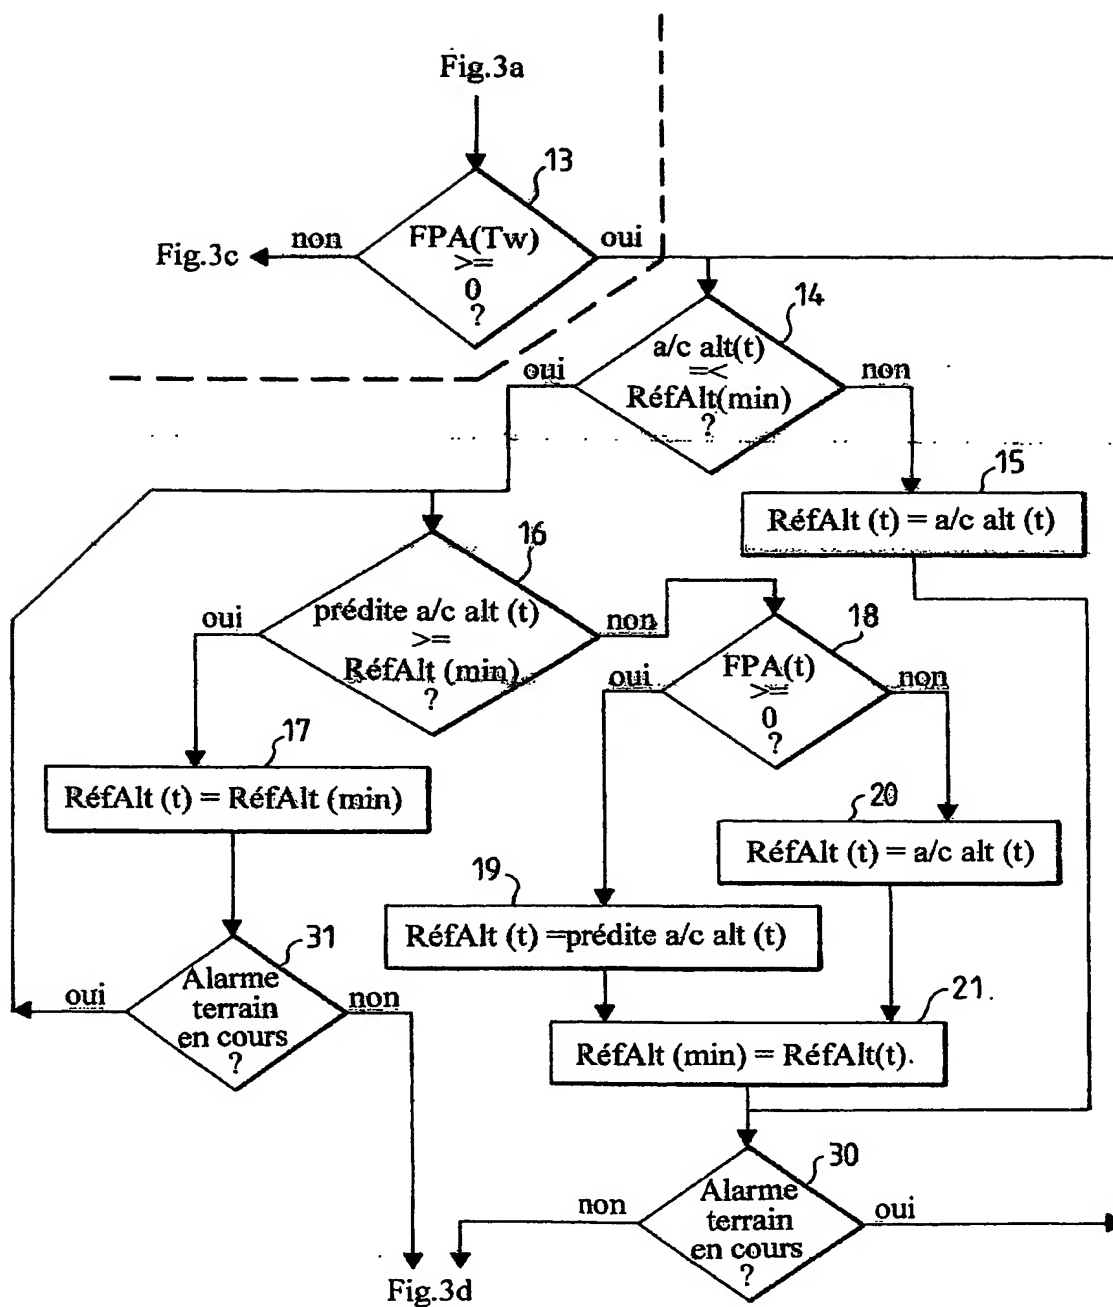 Fig.3a
13
Fig.3c
non
FPA(Tw)
>=
0
?
oui
14
oui
a/c alt(t)
=<
RéfAlt(min)
?
non
15
RéfAlt (t) = a/c alt (t)
16
oui
prédite a/c alt (t)
>=
RéfAlt (min)
?
non
18
oui
FPA(t)
>=
0
?
non
17
RéfAlt (t) = RéfAlt (min)
20
RéfAlt (t) = a/c alt (t)
19
RéfAlt (t) =prédite a/c alt (t)
31
oui
Alarme
terrain
en cours
?
non
21.
RéfAlt (min) = RéfAlt(t).
30
non
Alarme
terrain
en cours
?
oui
Fig.3d